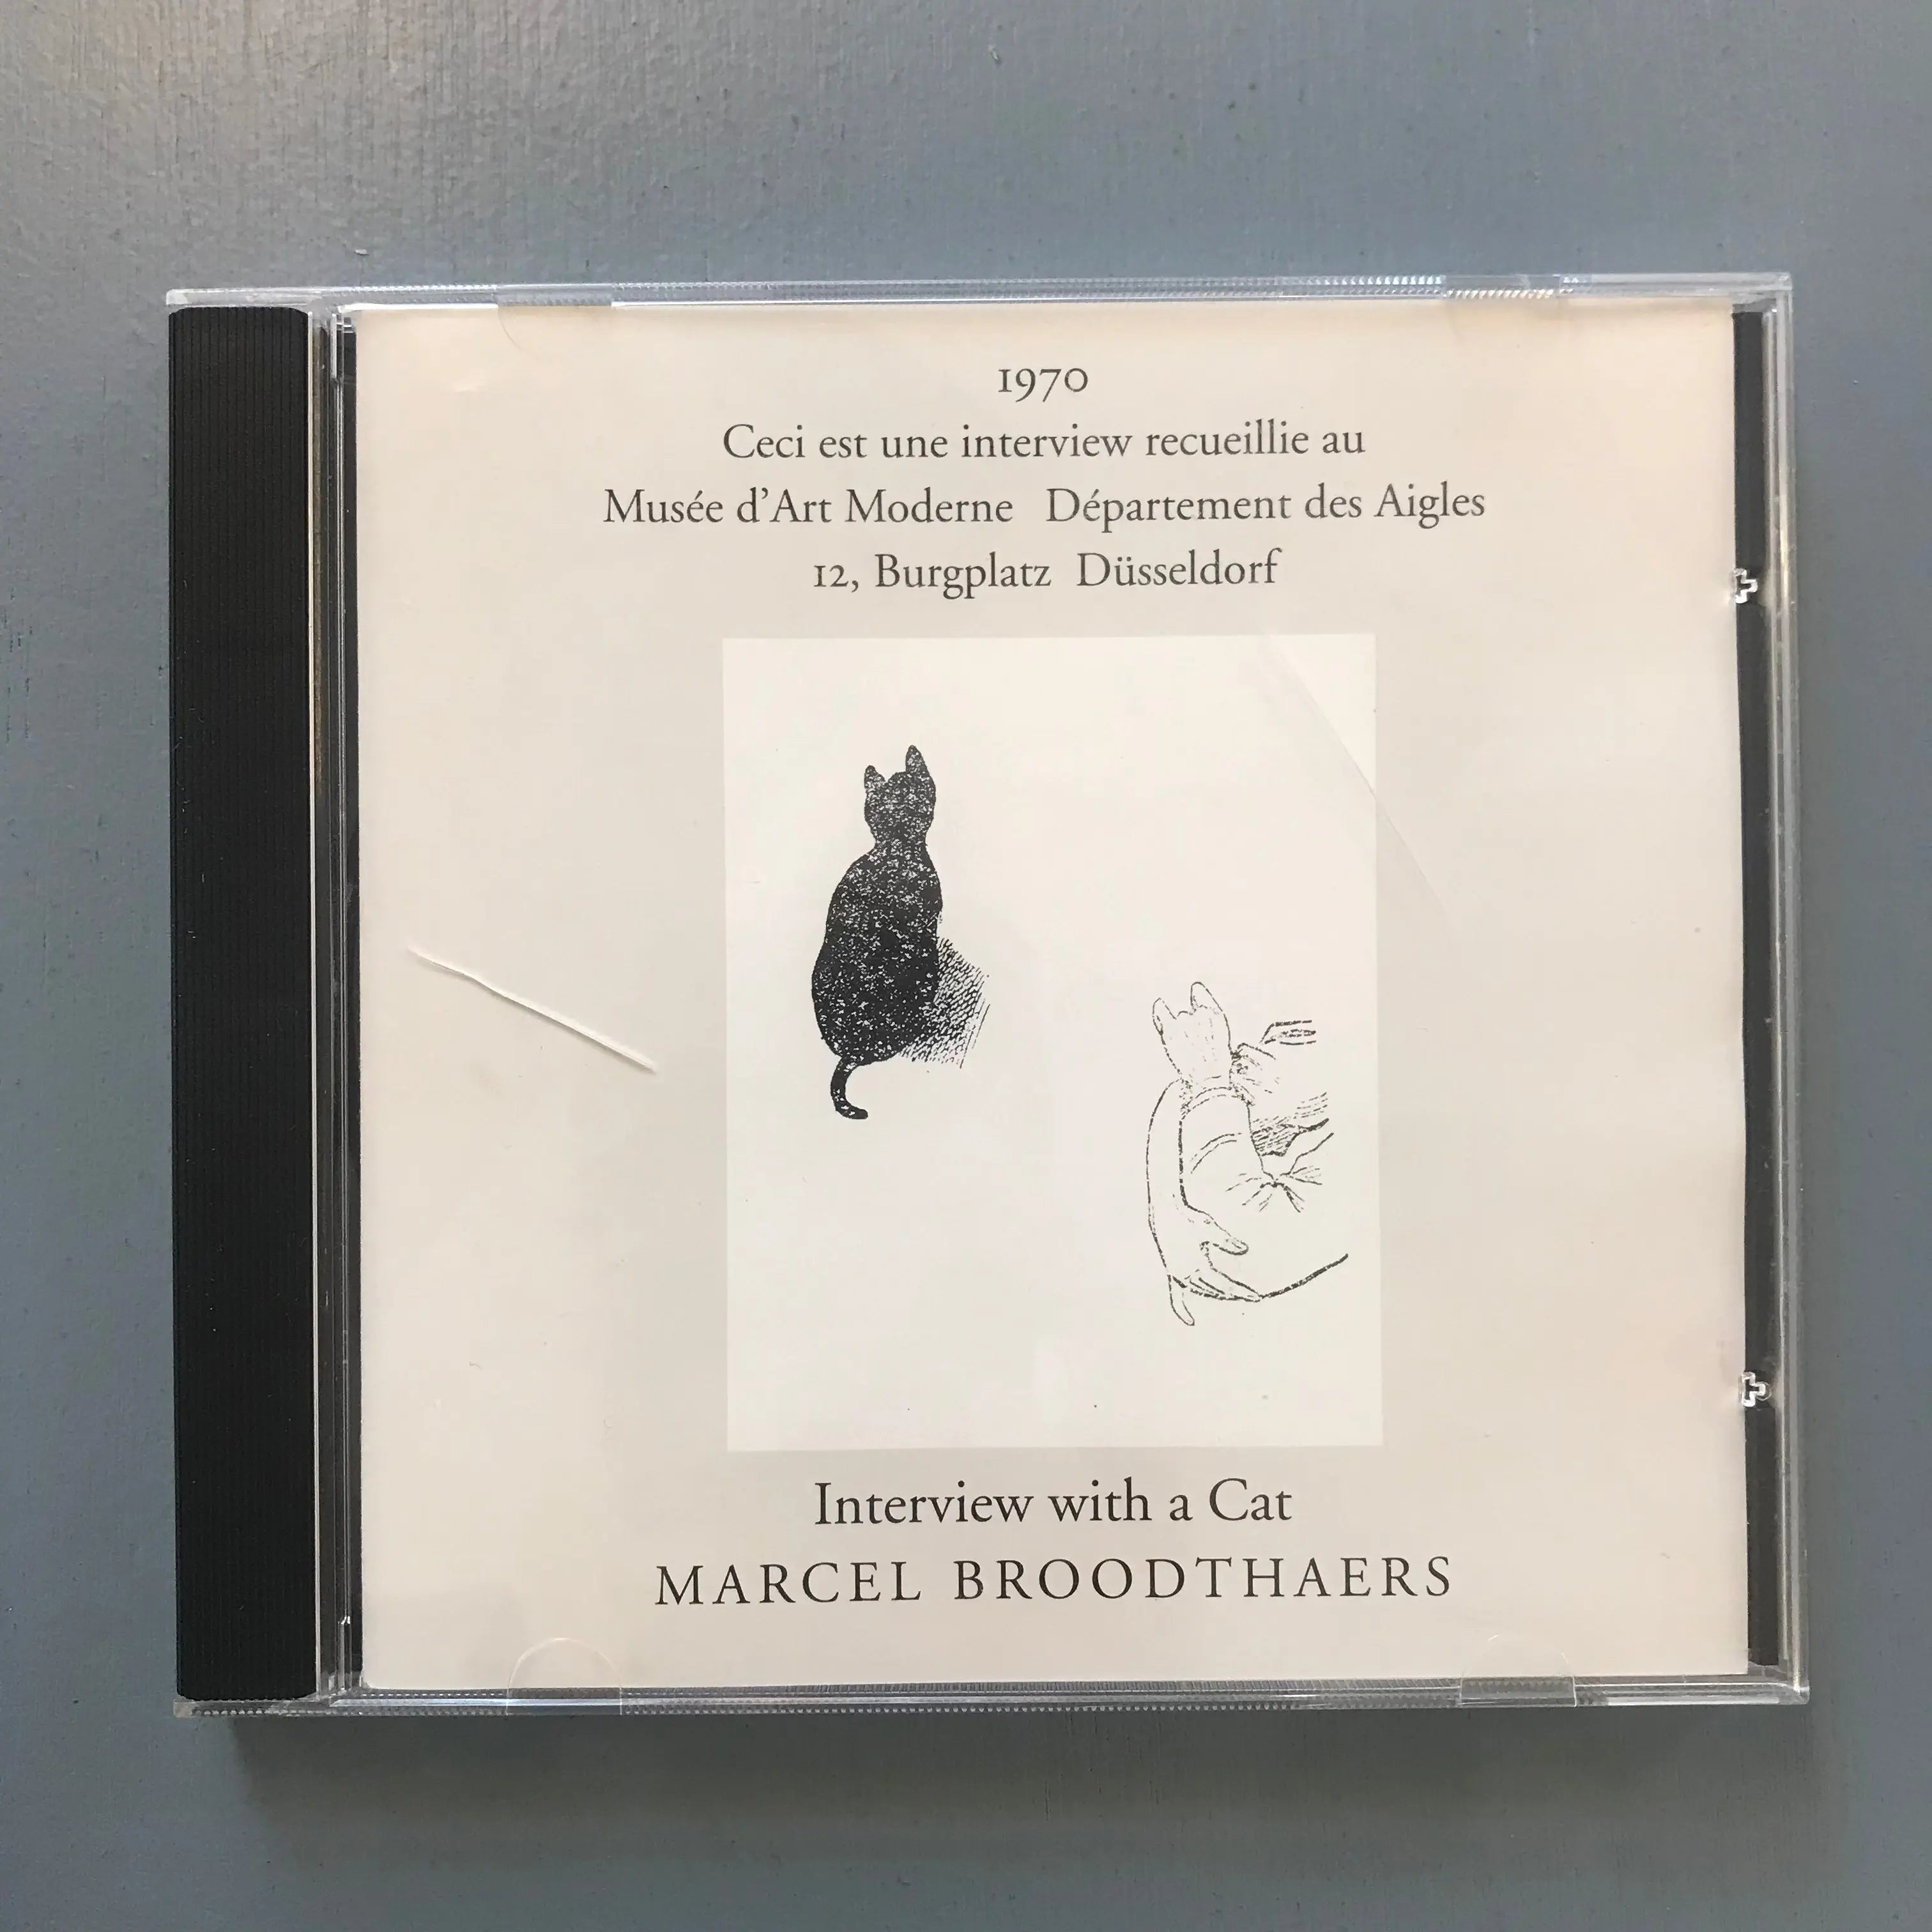 1970
Ceci est une interview recueillie au
Musée d’Art Moderne Département des Aigles
12, Burgplatz Düsseldorf
Interview with a Cat
MARCEL BROODTHAERS